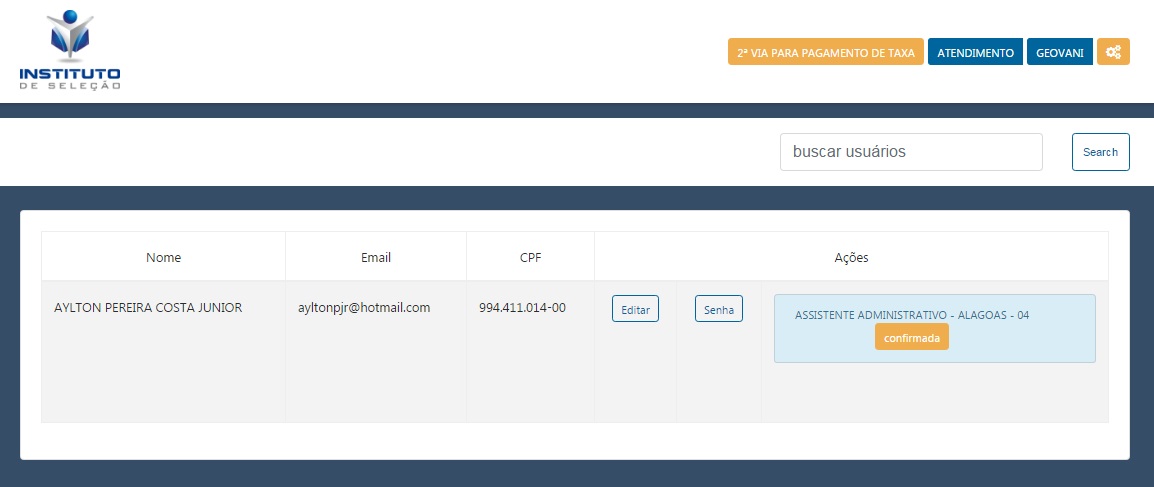 INSTITUTO
DE SELEÇÃO
2ª VIA PARA PAGAMENTO DE TAXA
ATENDIMENTO
GEOVANI
buscar usuários
Search
Nome
Email
CPF
Ações
AYLTON PEREIRA COSTA JUNIOR
ayltonpjr@hotmail.com
994.411.014-00
Editar
Senha
ASSISTENTE ADMINISTRATIVO - ALAGOAS - 04
confirmada